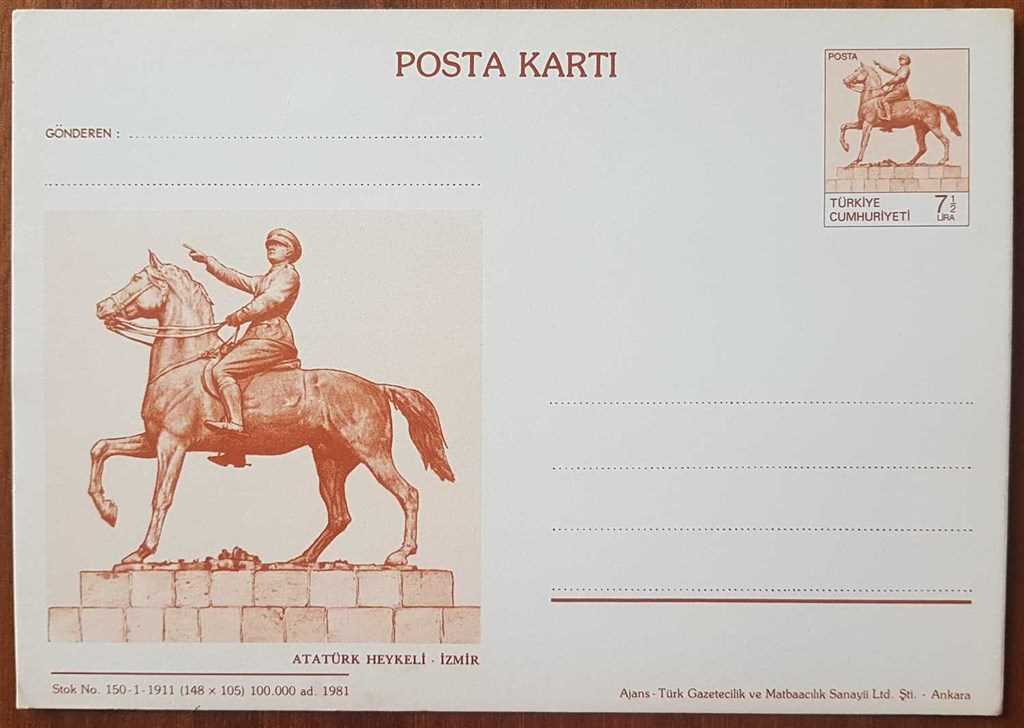 POSTA KARTI
POSTA
TÜRKİYE
CUMHURİYETİ
7 1/2
LİRA
GÖNDEREN :
ATATÜRK HEYKELİ · İZMİR
Stok No. 150-1-1911 (148 × 105) 100.000 ad. 1981
Ajans-Türk Gazetecilik ve Matbaacılık Sanayii Ltd. Şti. - Ankara